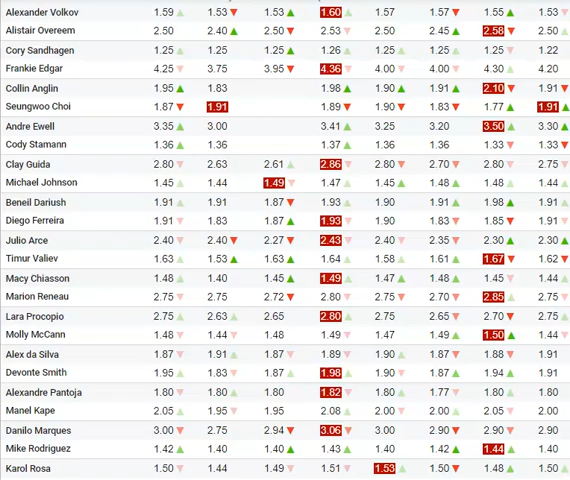 Alexander Volkov 1.59 1.53 1.53 1.60 1.57 1.57 1.55 1.53
Alistair Overeem 2.50 2.40 2.50 2.53 2.50 2.45 2.58 2.50
Cory Sandhagen 1.25 1.25 1.25 1.26 1.25 1.25 1.25 1.22
Frankie Edgar 4.25 3.75 3.95 4.36 4.00 4.00 4.30 4.20
Collin Anglin 1.95 1.83 1.98 1.90 1.91 2.10 1.91
Seungwoo Choi 1.87 1.91 1.89 1.90 1.83 1.77 1.91
Andre Ewell 3.35 3.00 3.41 3.25 3.20 3.50 3.30
Cody Stamann 1.36 1.36 1.37 1.36 1.36 1.33 1.33
Clay Guida 2.80 2.63 2.61 2.86 2.80 2.70 2.80 2.75
Michael Johnson 1.45 1.44 1.49 1.47 1.45 1.48 1.48 1.44
Beneil Dariush 1.91 1.91 1.87 1.93 1.90 1.91 1.98 1.91
Diego Ferreira 1.91 1.83 1.87 1.93 1.90 1.83 1.85 1.91
Julio Arce 2.40 2.40 2.27 2.43 2.40 2.35 2.30 2.30
Timur Valiev 1.63 1.53 1.63 1.64 1.58 1.61 1.67 1.62
Macy Chiasson 1.48 1.40 1.45 1.49 1.47 1.48 1.45 1.44
Marion Reneau 2.75 2.75 2.72 2.80 2.75 2.70 2.85 2.75
Lara Procopio 2.75 2.63 2.65 2.80 2.75 2.65 2.70 2.75
Molly McCann 1.48 1.44 1.48 1.49 1.47 1.49 1.50 1.44
Alex da Silva 1.87 1.91 1.87 1.89 1.90 1.87 1.88 1.91
Devonte Smith 1.95 1.83 1.87 1.98 1.90 1.87 1.94 1.91
Alexandre Pantoja 1.80 1.80 1.80 1.82 1.80 1.77 1.80 1.80
Manel Kape 2.05 1.95 1.95 2.08 2.00 2.00 2.05 2.00
Danilo Marques 3.00 2.75 2.94 3.06 3.00 2.90 2.90 2.90
Mike Rodriguez 1.42 1.40 1.40 1.43 1.40 1.42 1.44 1.40
Karol Rosa 1.50 1.44 1.49 1.51 1.53 1.50 1.48 1.50